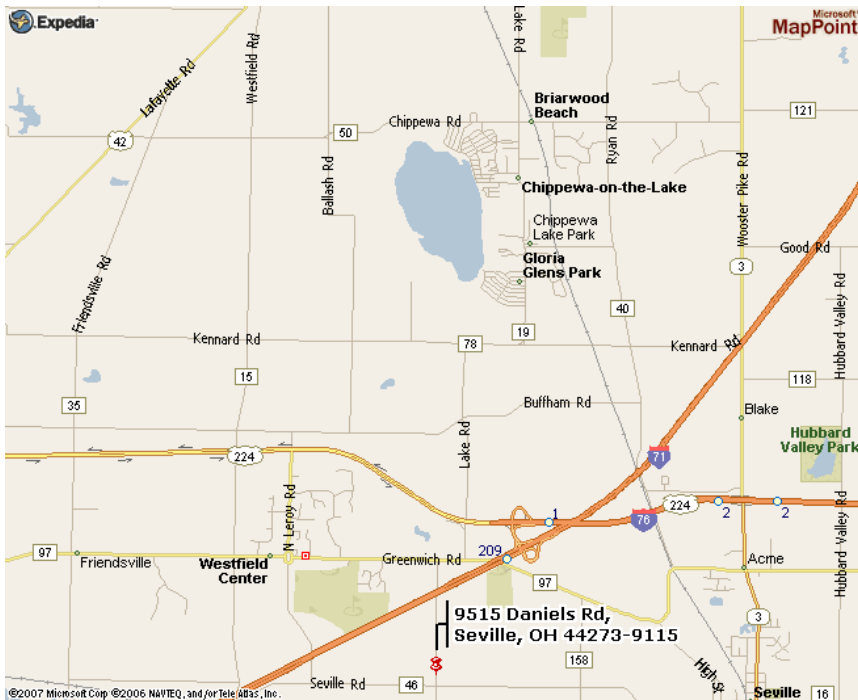 Expedia
Microsoft
MapPoint
Lafayette Rd
Westfield Rd
Lake Rd
42
50
Chippewa Rd
Briarwood
Beach
Ryan Rd
121
Ballash Rd
Wooster Pike Rd
Chippewa-on-the-Lake
Chippewa
Lake Park
Gloria
Glens Park
Good Rd
3
Friendsville Rd
Hubbard Valley Rd
40
19
Kennard Rd
78
Kennard Rd
15
118
35
Buffham Rd
Blake
Lake Rd
Hubbard
Valley Park
224
71
N Leroy Rd
224
76
1
2
2
Hubbard Valley Rd
97
Friendsville
Westfield
Center
Greenwich Rd
209
97
Acme
9515 Daniels Rd,
Seville, OH 44273-9115
3
158
High St
Seville Rd
46
Seville
16
©2007 Microsoft Corp ©2006 NAVTEQ, and/or Tele Atlas, Inc.